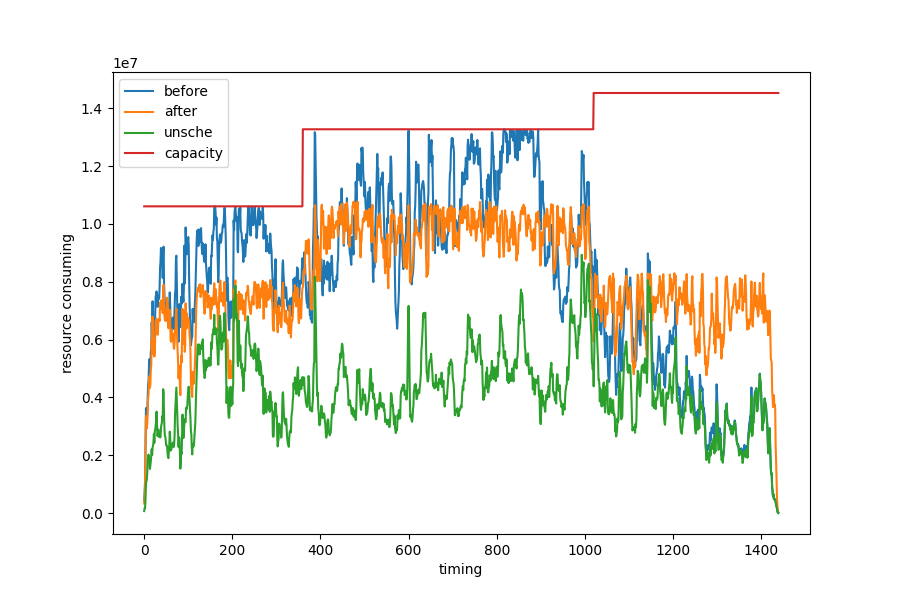 1e7
before
after
unsche
capacity
1.4
1.2
1.0
0.8
0.6
0.4
0.2
0.0
resource consuming
0 200 400 600 800 1000 1200 1400
timing